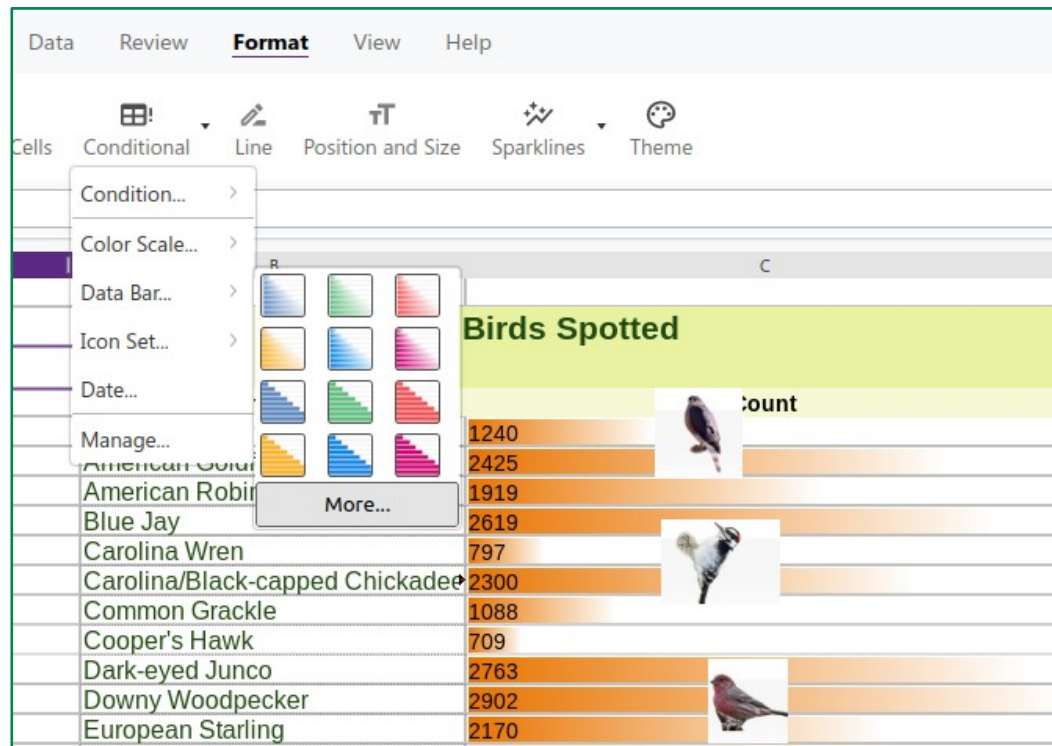 Data Review Format View Help
Cells Conditional Line Position and Size Sparklines Theme
Condition...
Color Scale...
B C
Data Bar...
Birds Spotted
Icon Set...
Date...
Count
Manage...
1240
American 2425
American Robin 1919
More...
Blue Jay 2619
Carolina Wren 797
Carolina/Black-capped Chickadee 2300
Common Grackle 1088
Cooper's Hawk 709
Dark-eyed Junco 2763
Downy Woodpecker 2902
European Starling 2170